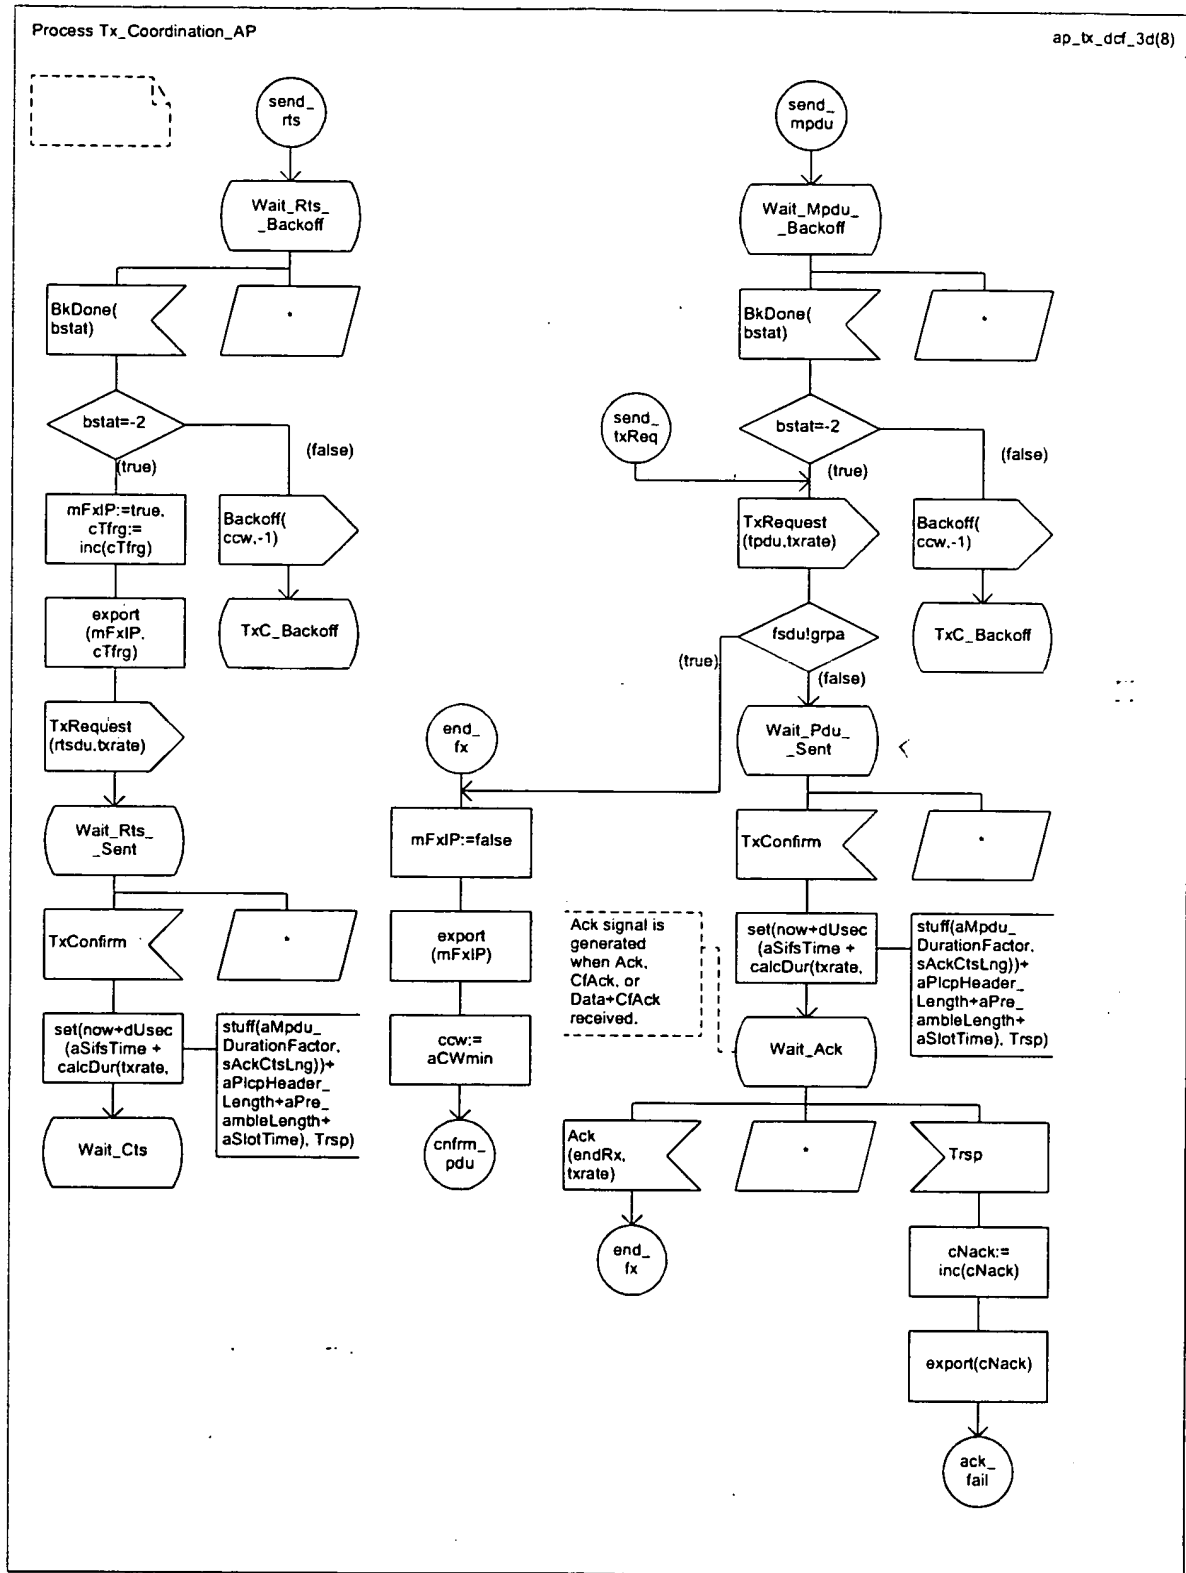 Process Tx_Coordination_AP
ap_tx_dcf_3d(8)
send_
rts
Wait_Rts_
_Backoff
BkDone(
bstat)
*
bstat=-2
(true)
(false)
mFxIP:=true,
cTfrg:=
inc(cTfrg)
Backoff(
ccw,-1)
export
(mFxIP,
cTfrg)
TxC_Backoff
TxRequest
(rtsdu,txrate)
Wait_Rts_
_Sent
TxConfirm
*
set(now+dUsec
(aSifsTime +
calcDur(txrate,
stuff(aMpdu_
DurationFactor,
sAckCtsLng))+
aPlcpHeader_
Length+aPre_
ambleLength+
aSlotTime), Trsp)
Wait_Cts
end_
fx
mFxIP:=false
export
(mFxIP)
ccw:=
aCWmin
cnfrm_
pdu
send_
mpdu
Wait_Mpdu_
_Backoff
BkDone(
bstat)
*
send_
txReq
bstat=-2
(true)
(false)
TxRequest
(tpdu,txrate)
Backoff(
ccw,-1)
fsdu!grpa
TxC_Backoff
(true)
(false)
Wait_Pdu_
_Sent
TxConfirm
*
Ack signal is
generated
when Ack,
CfAck, or
Data+CfAck
received.
set(now+dUsec
(aSifsTime +
calcDur(txrate,
stuff(aMpdu_
DurationFactor,
sAckCtsLng))+
aPlcpHeader_
Length+aPre_
ambleLength+
aSlotTime), Trsp)
Wait_Ack
Ack
(endRx,
txrate)
*
Trsp
end_
fx
cNack:=
inc(cNack)
export(cNack)
ack_
fail